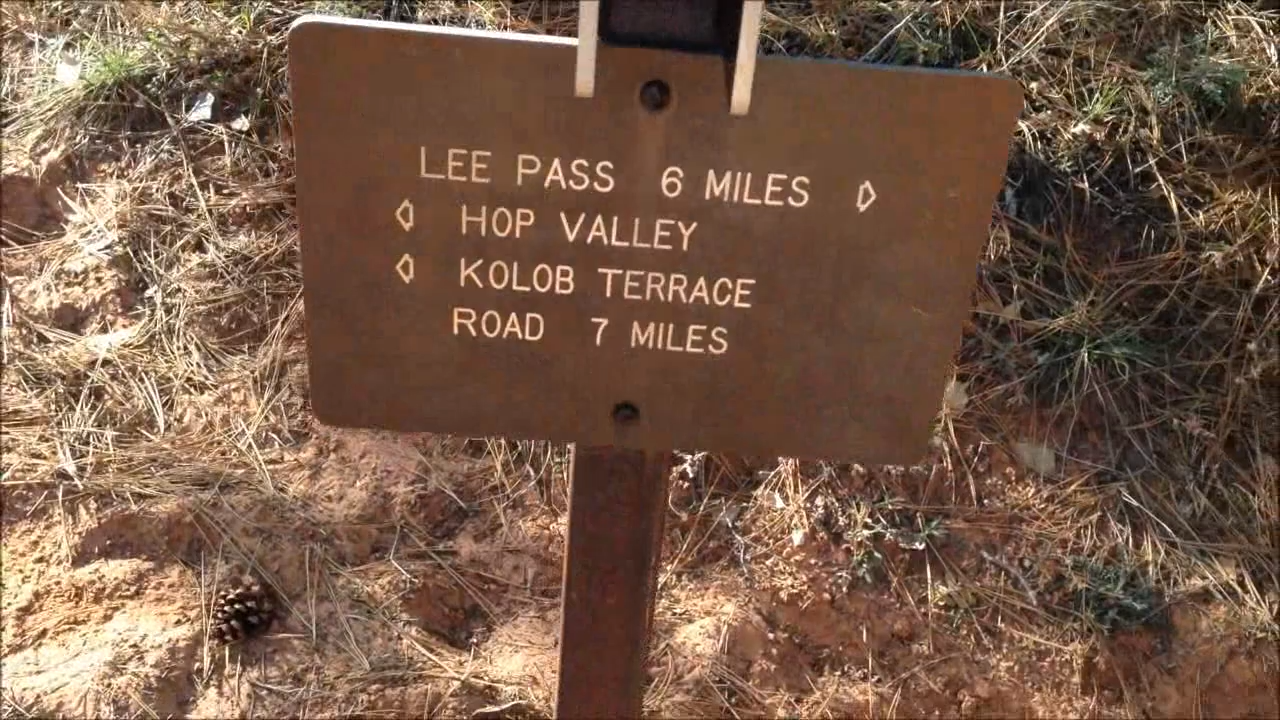 LEE PASS 6 MILES
HOP VALLEY
KOLOB TERRACE
ROAD 7 MILES